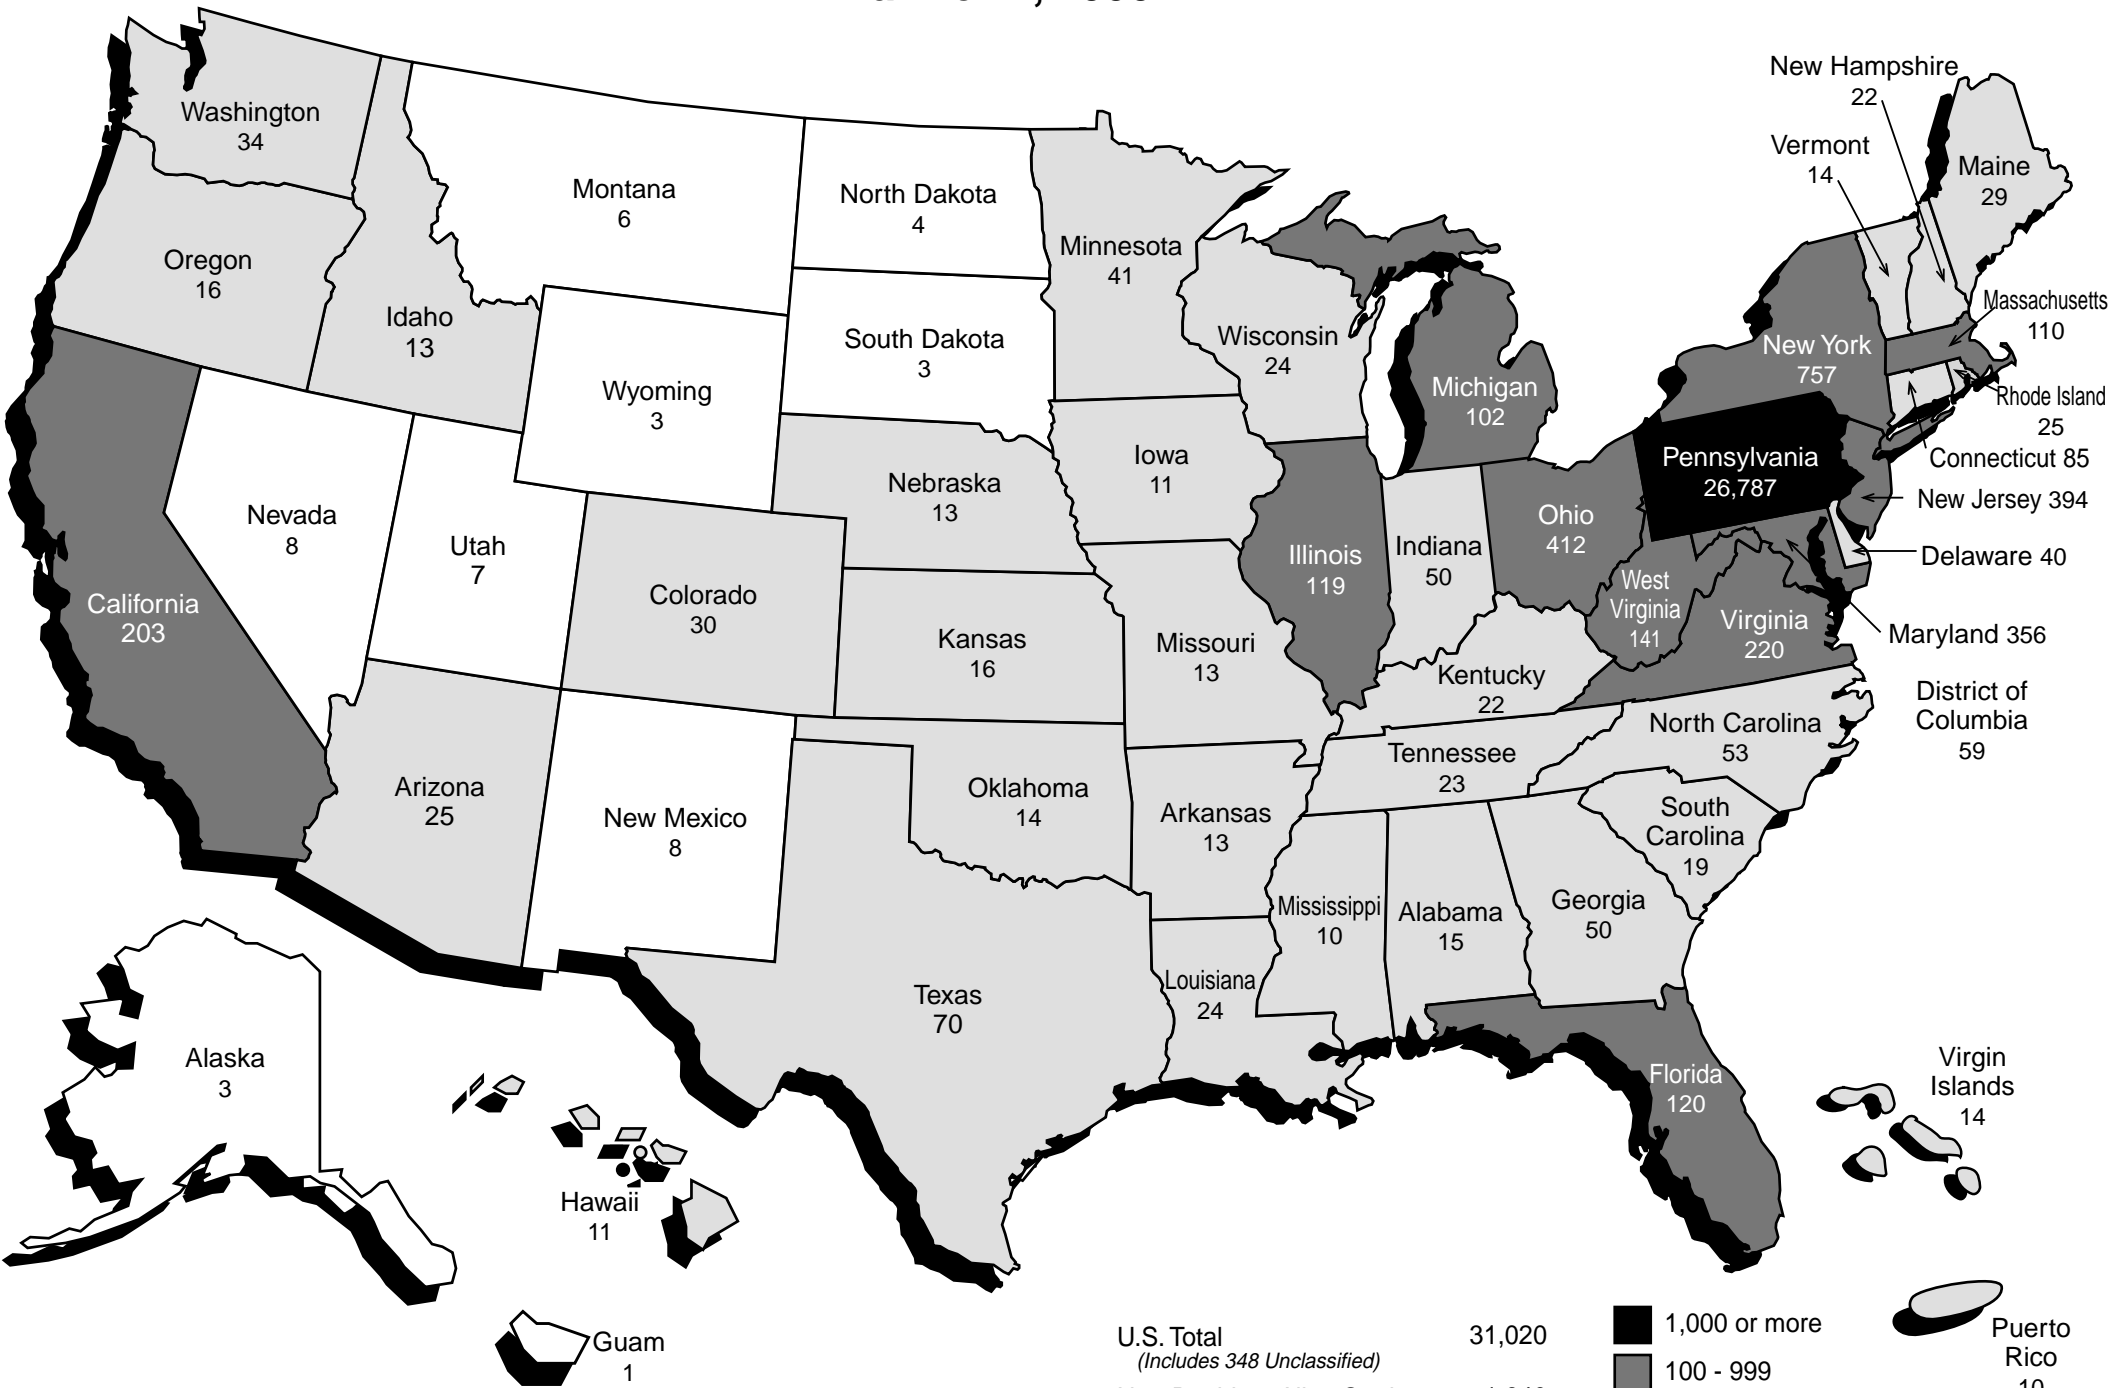 Washington
34
Oregon
16
Idaho
13
Montana
6
North Dakota
4
South Dakota
3
Minnesota
41
Wisconsin
24
Michigan
102
New Hampshire
22
Vermont
14
Maine
29
Massachusetts
110
New York
757
Rhode Island
25
Connecticut 85
Pennsylvania
26,787
New Jersey 394
Delaware 40
Maryland 356
District of
Columbia
59
California
203
Nevada
8
Utah
7
Wyoming
3
Colorado
30
Nebraska
13
Iowa
11
Kansas
16
Missouri
13
Illinois
119
Indiana
50
Ohio
412
West
Virginia
141
Virginia
220
Kentucky
22
North Carolina
53
Tennessee
23
South
Carolina
19
Arizona
25
New Mexico
8
Oklahoma
14
Arkansas
13
Texas
70
Louisiana
24
Mississippi
10
Alabama
15
Georgia
50
Florida
120
Alaska
3
Hawaii
11
Guam
1
Virgin
Islands
14
Puerto
Rico
10
U.S. Total 31,020
(Includes 348 Unclassified)
1,000 or more
100 - 999